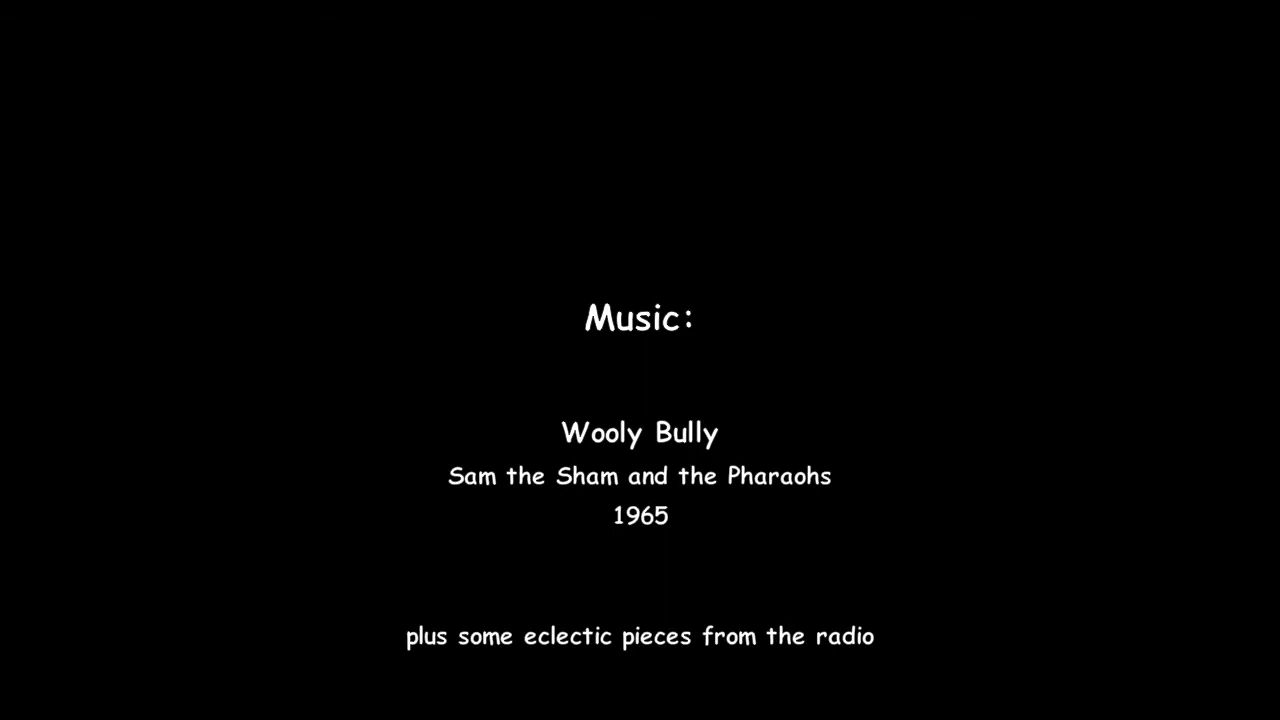 Music:
Wooly Bully
Sam the Sham and the Pharaohs
1965
plus some eclectic pieces from the radio